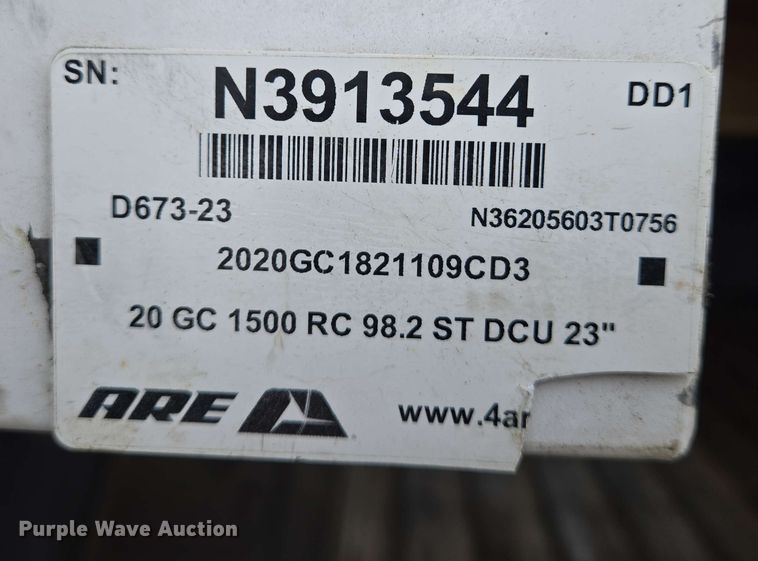 SN: N3913544 DD1
D673-23 N36205603T0756
2020GC1821109CD3
20 GC 1500 RC 98.2 ST DCU 23"
ARE www.4ar
Purple Wave Auction